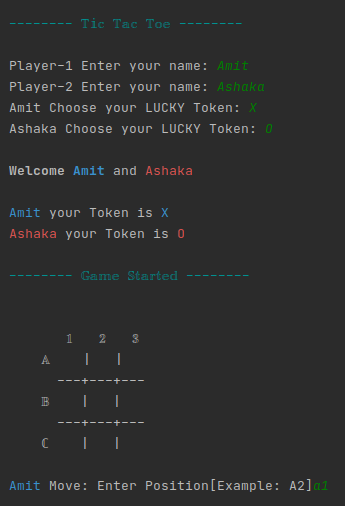 -------- Tic Tac Toe --------
Player-1 Enter your name: Amit
Player-2 Enter your name: Ashaka
Amit Choose your LUCKY Token: X
Ashaka Choose your LUCKY Token: O
Welcome Amit and Ashaka
Amit your Token is X
Ashaka your Token is O
-------- Game Started --------
1 2 3
A | |
---+---+---
B | |
---+---+---
C | |
Amit Move: Enter Position[Example: A2]a1